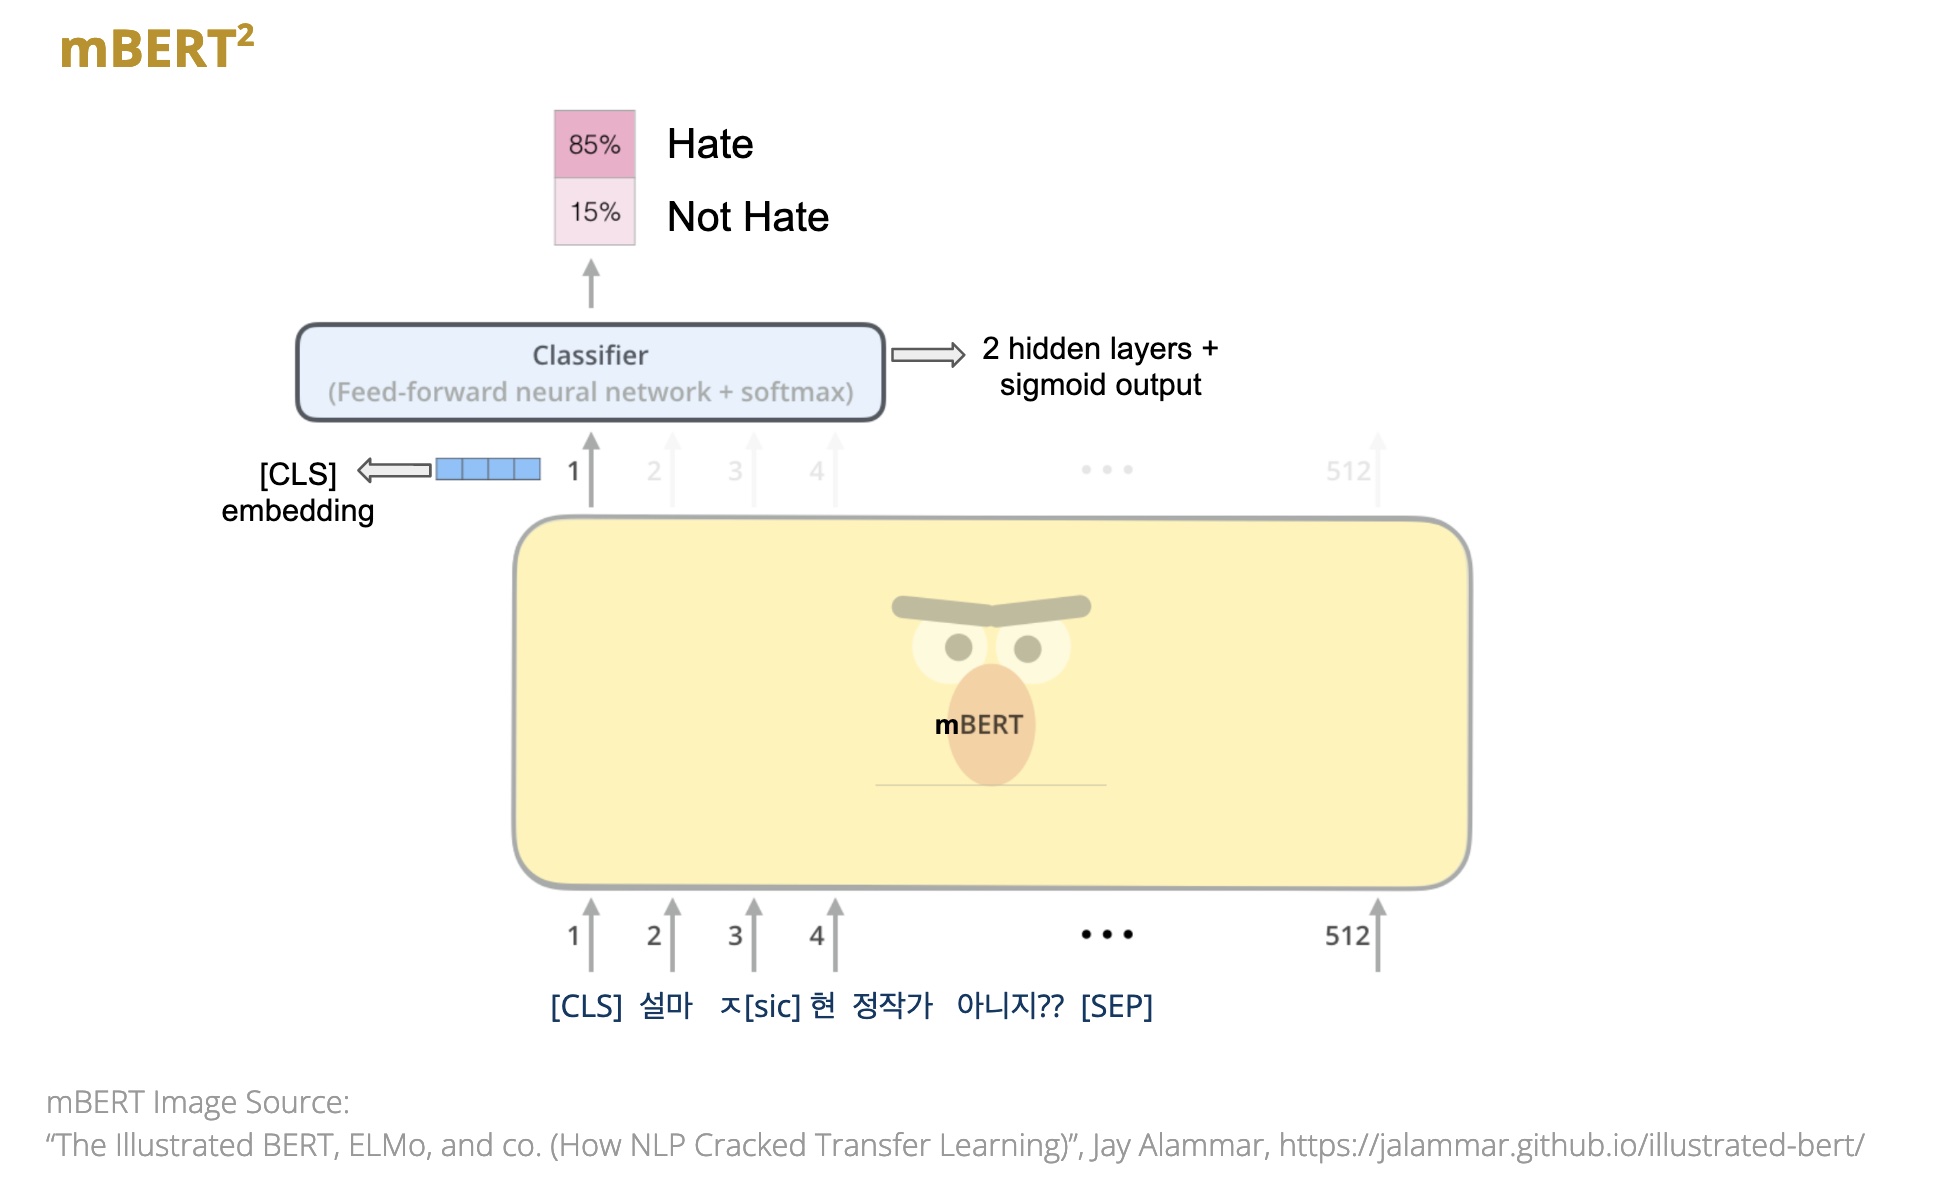 mBERT²
85% Hate
15% Not Hate
Classifier
(Feed-forward neural network + softmax)
2 hidden layers +
sigmoid output
[CLS]
embedding
1 2 3 4 ••• 512
mBERT
1 2 3 4 ••• 512
[CLS] 설마 ㅈ[sic] 현 정작가 아니지?? [SEP]
mBERT Image Source:
“The Illustrated BERT, ELMo, and co. (How NLP Cracked Transfer Learning)”, Jay Alammar, https://jalammar.github.io/illustrated-bert/